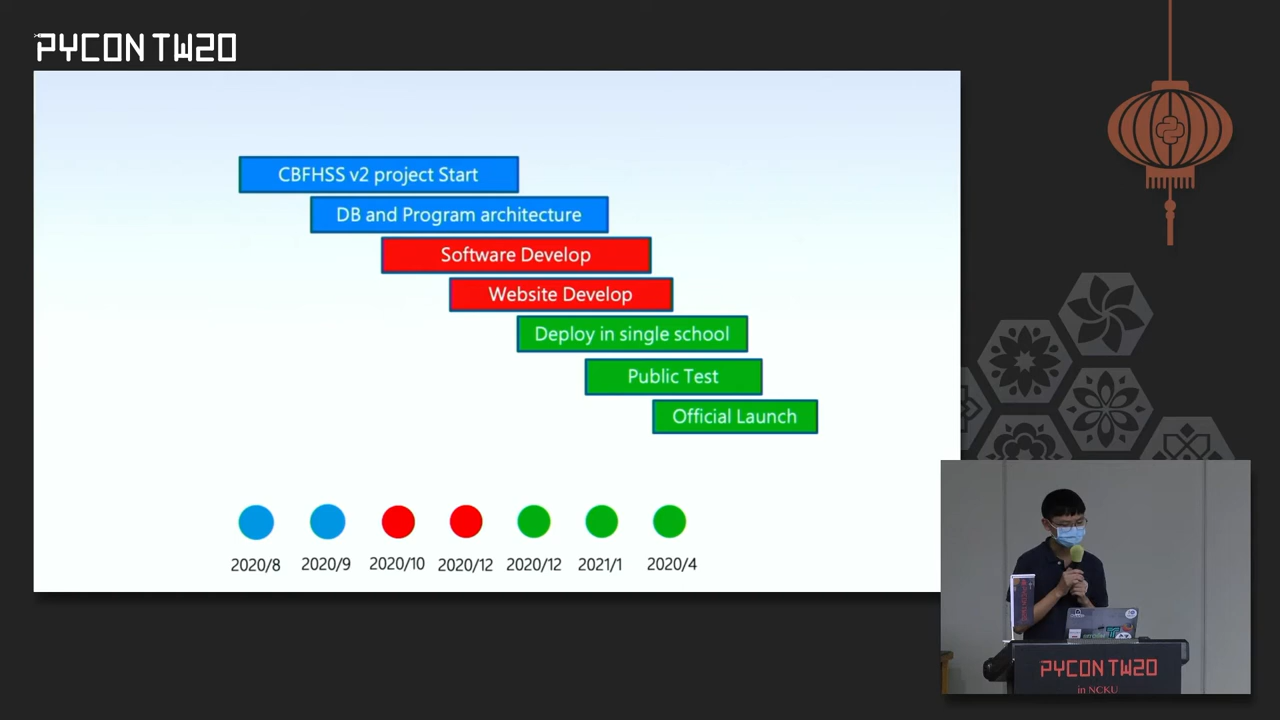 PYCON TW20
CBFHSS v2 project Start
DB and Program architecture
Software Develop
Website Develop
Deploy in single school
Public Test
Official Launch
2020/8 2020/9 2020/10 2020/12 2020/12 2021/1 2020/4
PYCON TW20
in NCKU